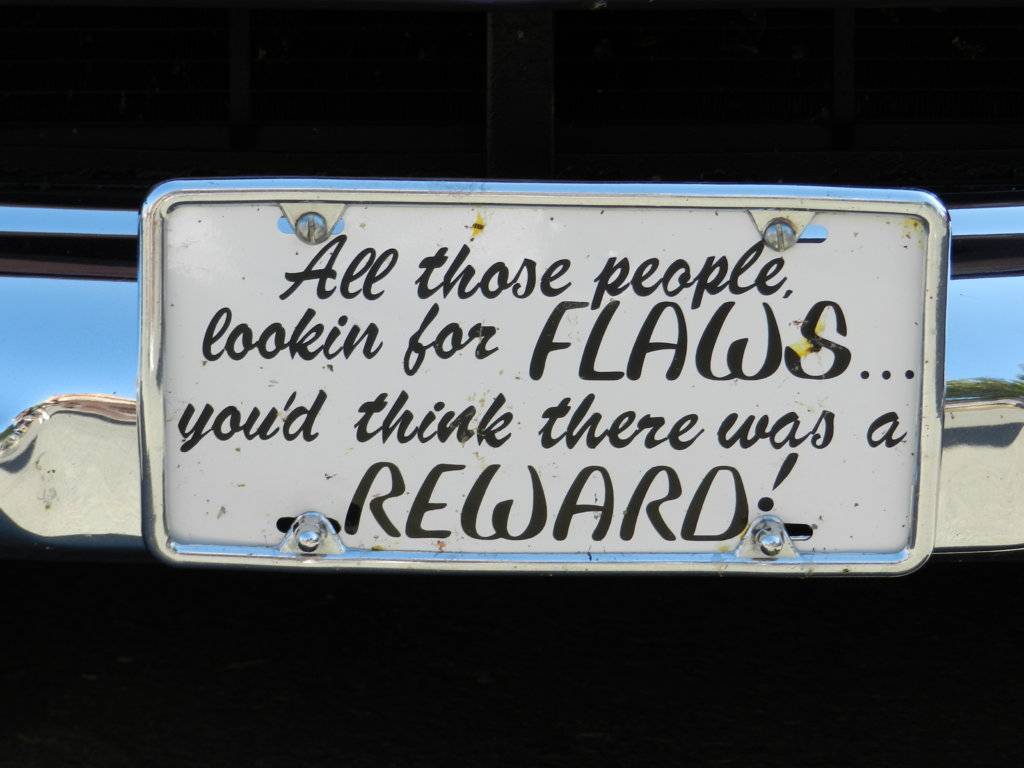 All those people,
lookin for FLAWS...
you'd think there was a
REWARD!